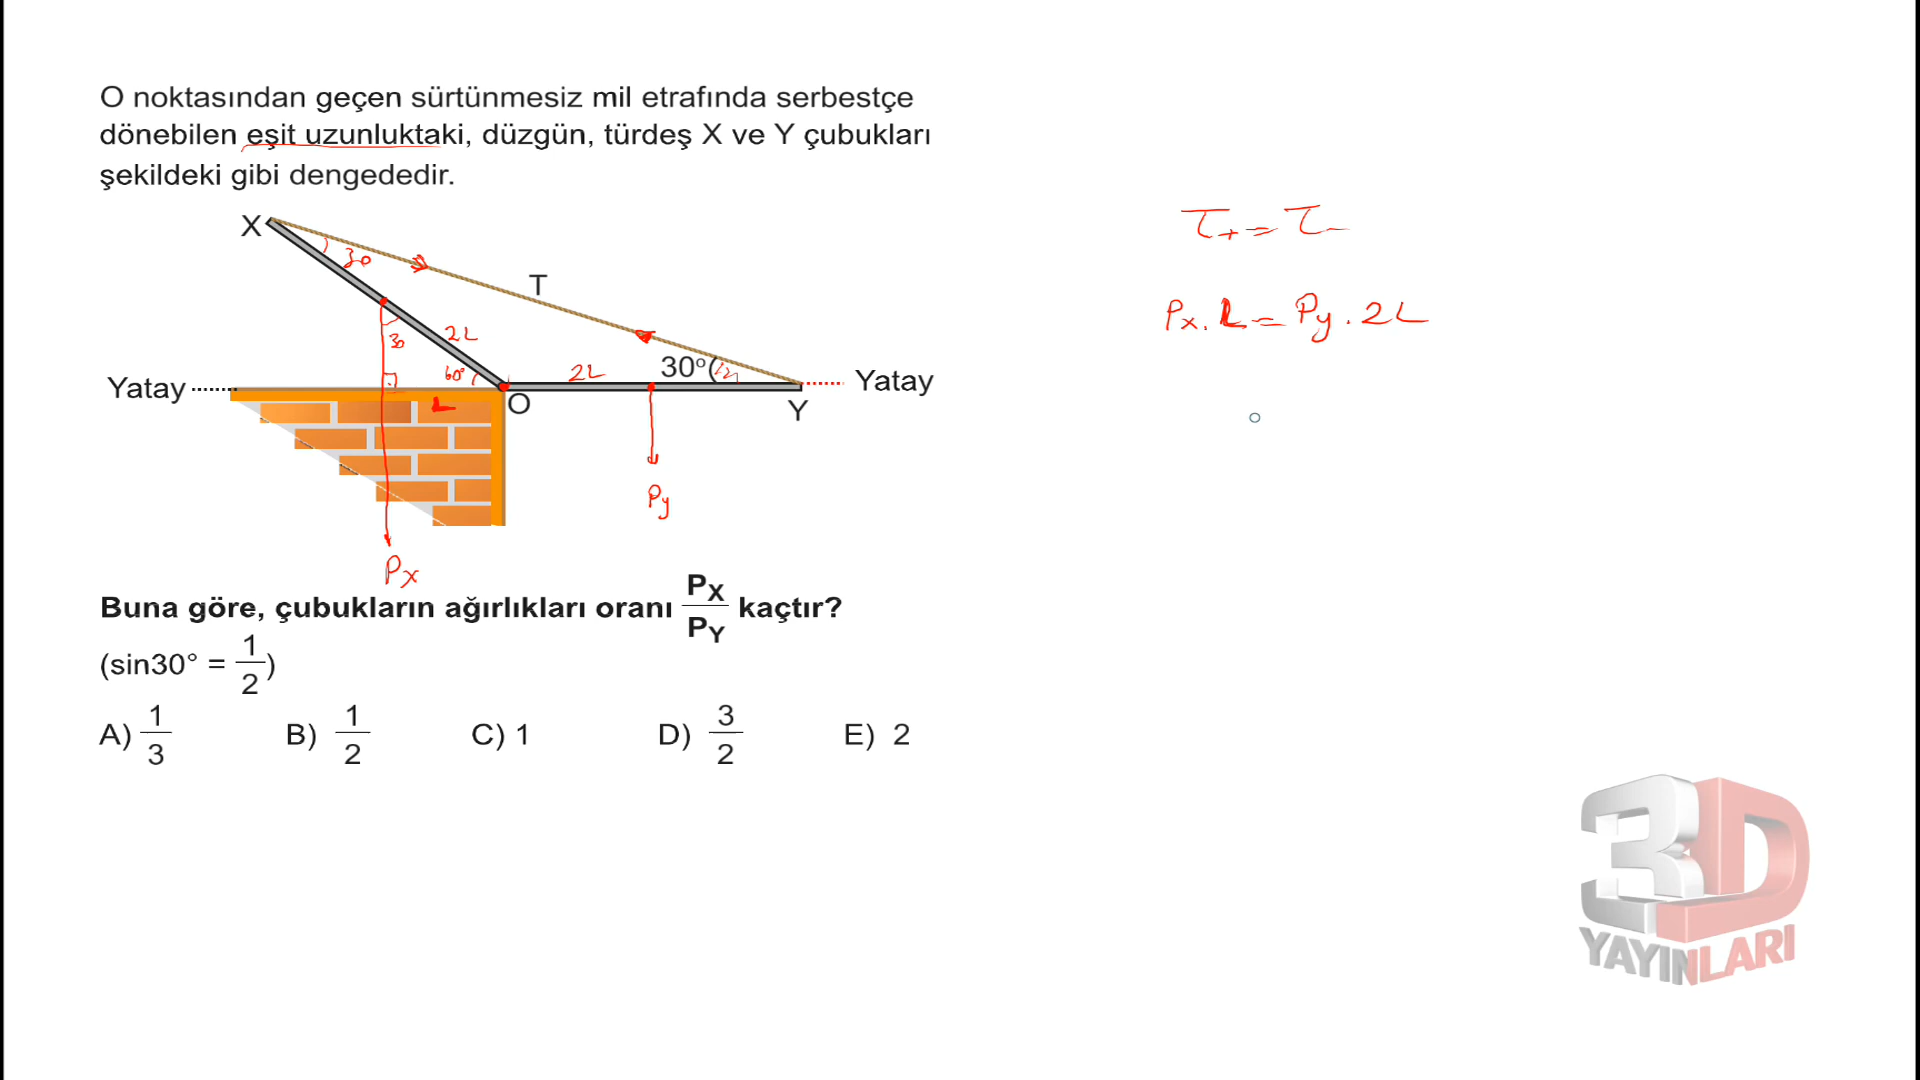 O noktasından geçen sürtünmesiz mil etrafında serbestçe
dönebilen eşit uzunluktaki, düzgün, türdeş X ve Y çubukları
şekildeki gibi dengededir.
τ₊ = τ₋
X
30
T
Px . L = Py . 2L
30
2L
60°
2L
30°
Yatay
Yatay
L
O
Y
Py
Px
Buna göre, çubukların ağırlıkları oranı P_X/P_Y kaçtır?
(sin30° = 1/2)
A) 1/3 B) 1/2 C) 1 D) 3/2 E) 2
3D
YAYINLARI